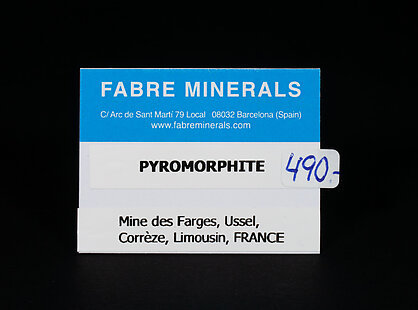 FABRE MINERALS
C/ Arc de Sant Martí 79 Local 08032 Barcelona (Spain)
www.fabreminerals.com
PYROMORPHITE
490.-
Mine des Farges, Ussel,
Corrèze, Limousin, FRANCE